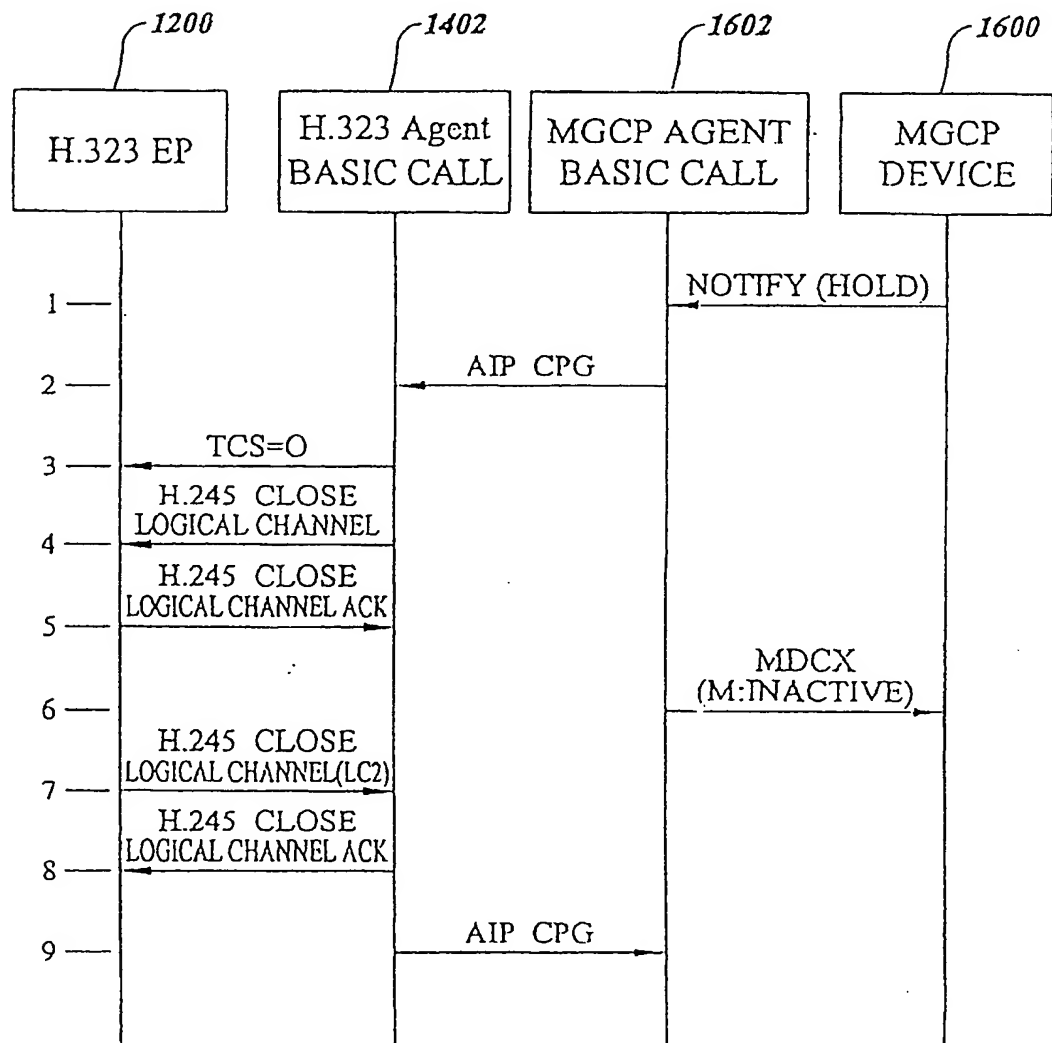 1200
1402
1602
1600
H.323 EP
H.323 Agent
BASIC CALL
MGCP AGENT
BASIC CALL
MGCP
DEVICE
1
NOTIFY (HOLD)
2
AIP CPG
3
TCS=O
4
H.245 CLOSE
LOGICAL CHANNEL
5
H.245 CLOSE
LOGICAL CHANNEL ACK
6
MDCX
(M:INACTIVE)
7
H.245 CLOSE
LOGICAL CHANNEL(LC2)
8
H.245 CLOSE
LOGICAL CHANNEL ACK
9
AIP CPG